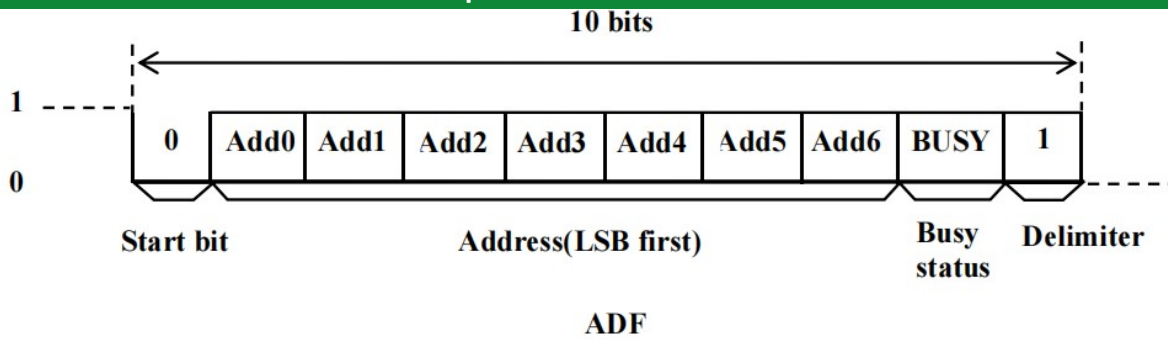 10 bits
1
0 Add0 Add1 Add2 Add3 Add4 Add5 Add6 BUSY 1
0
Start bit Address(LSB first) Busy status Delimiter
ADF